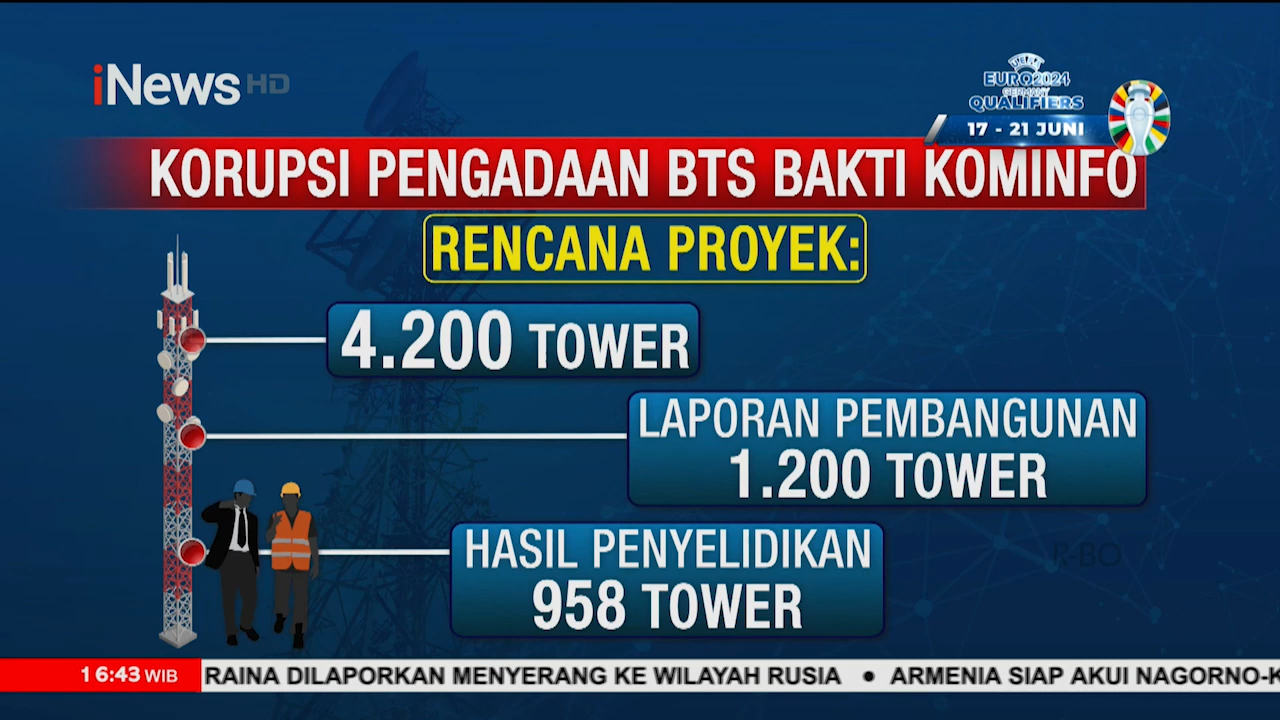 iNews HD
UEFA
EURO2024
GERMANY
QUALIFIERS
17 - 21 JUNI
KORUPSI PENGADAAN BTS BAKTI KOMINFO
RENCANA PROYEK:
4.200 TOWER
LAPORAN PEMBANGUNAN
1.200 TOWER
HASIL PENYELIDIKAN
958 TOWER
R-BO
16:43 WIB
RAINA DILAPORKAN MENYERANG KE WILAYAH RUSIA ● ARMENIA SIAP AKUI NAGORNO-K